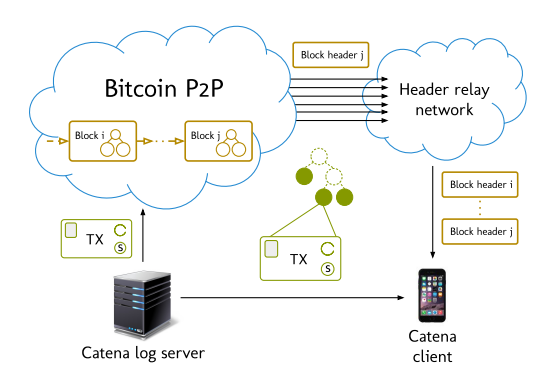 Block header j
Bitcoin P2P
Header relay
network
Block i
Block j
Block header i
Block header j
TX
S
TX
S
Catena log server
Catena
client